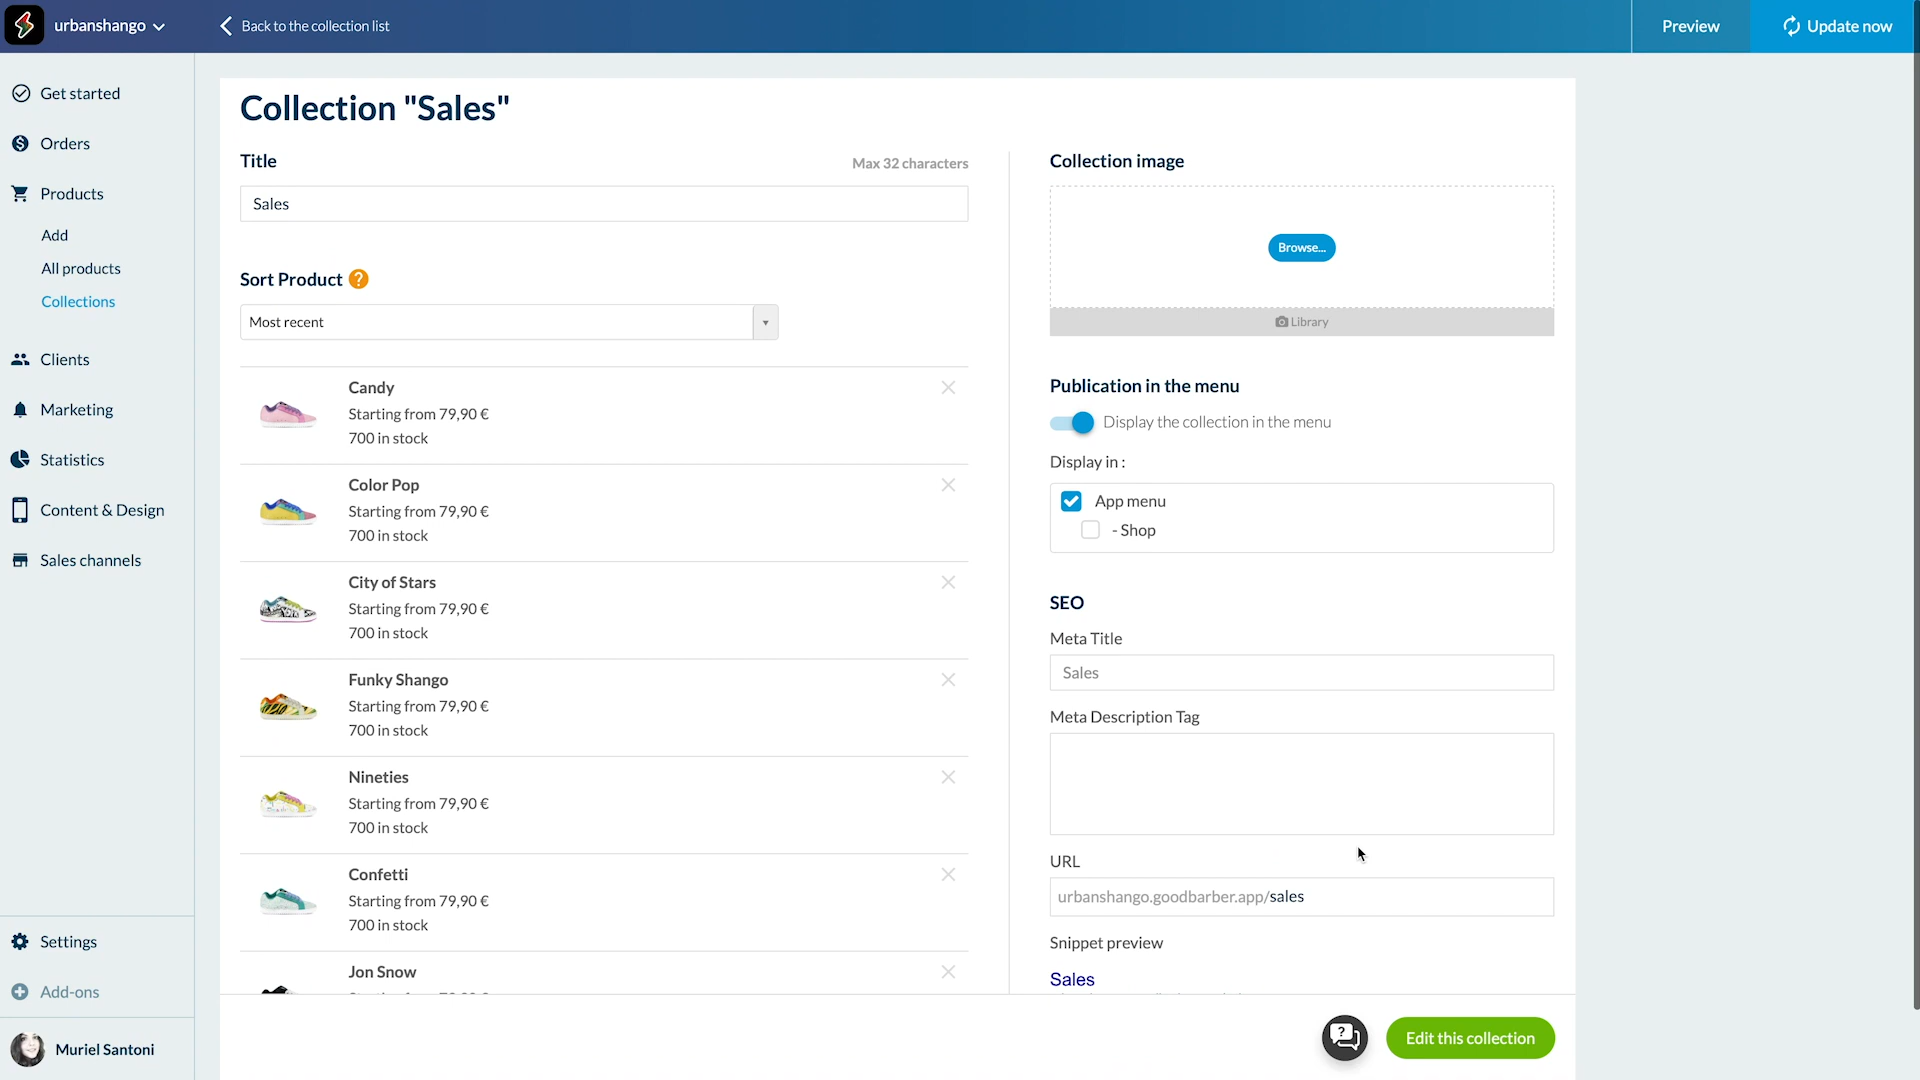 urbanshango
Back to the collection list
Preview
Update now
Get started
Orders
Products
Add
All products
Collections
Clients
Marketing
Statistics
Content & Design
Sales channels
Settings
Add-ons
Muriel Santoni
Collection "Sales"
Title
Max 32 characters
Sales
Sort Product ?
Most recent
Candy
Starting from 79,90 €
700 in stock
Color Pop
Starting from 79,90 €
700 in stock
City of Stars
Starting from 79,90 €
700 in stock
Funky Shango
Starting from 79,90 €
700 in stock
Nineties
Starting from 79,90 €
700 in stock
Confetti
Starting from 79,90 €
700 in stock
Jon Snow
Collection image
Browse...
Library
Publication in the menu
Display the collection in the menu
Display in :
App menu
- Shop
SEO
Meta Title
Sales
Meta Description Tag
URL
urbanshango.goodbarber.app/sales
Snippet preview
Sales
Edit this collection